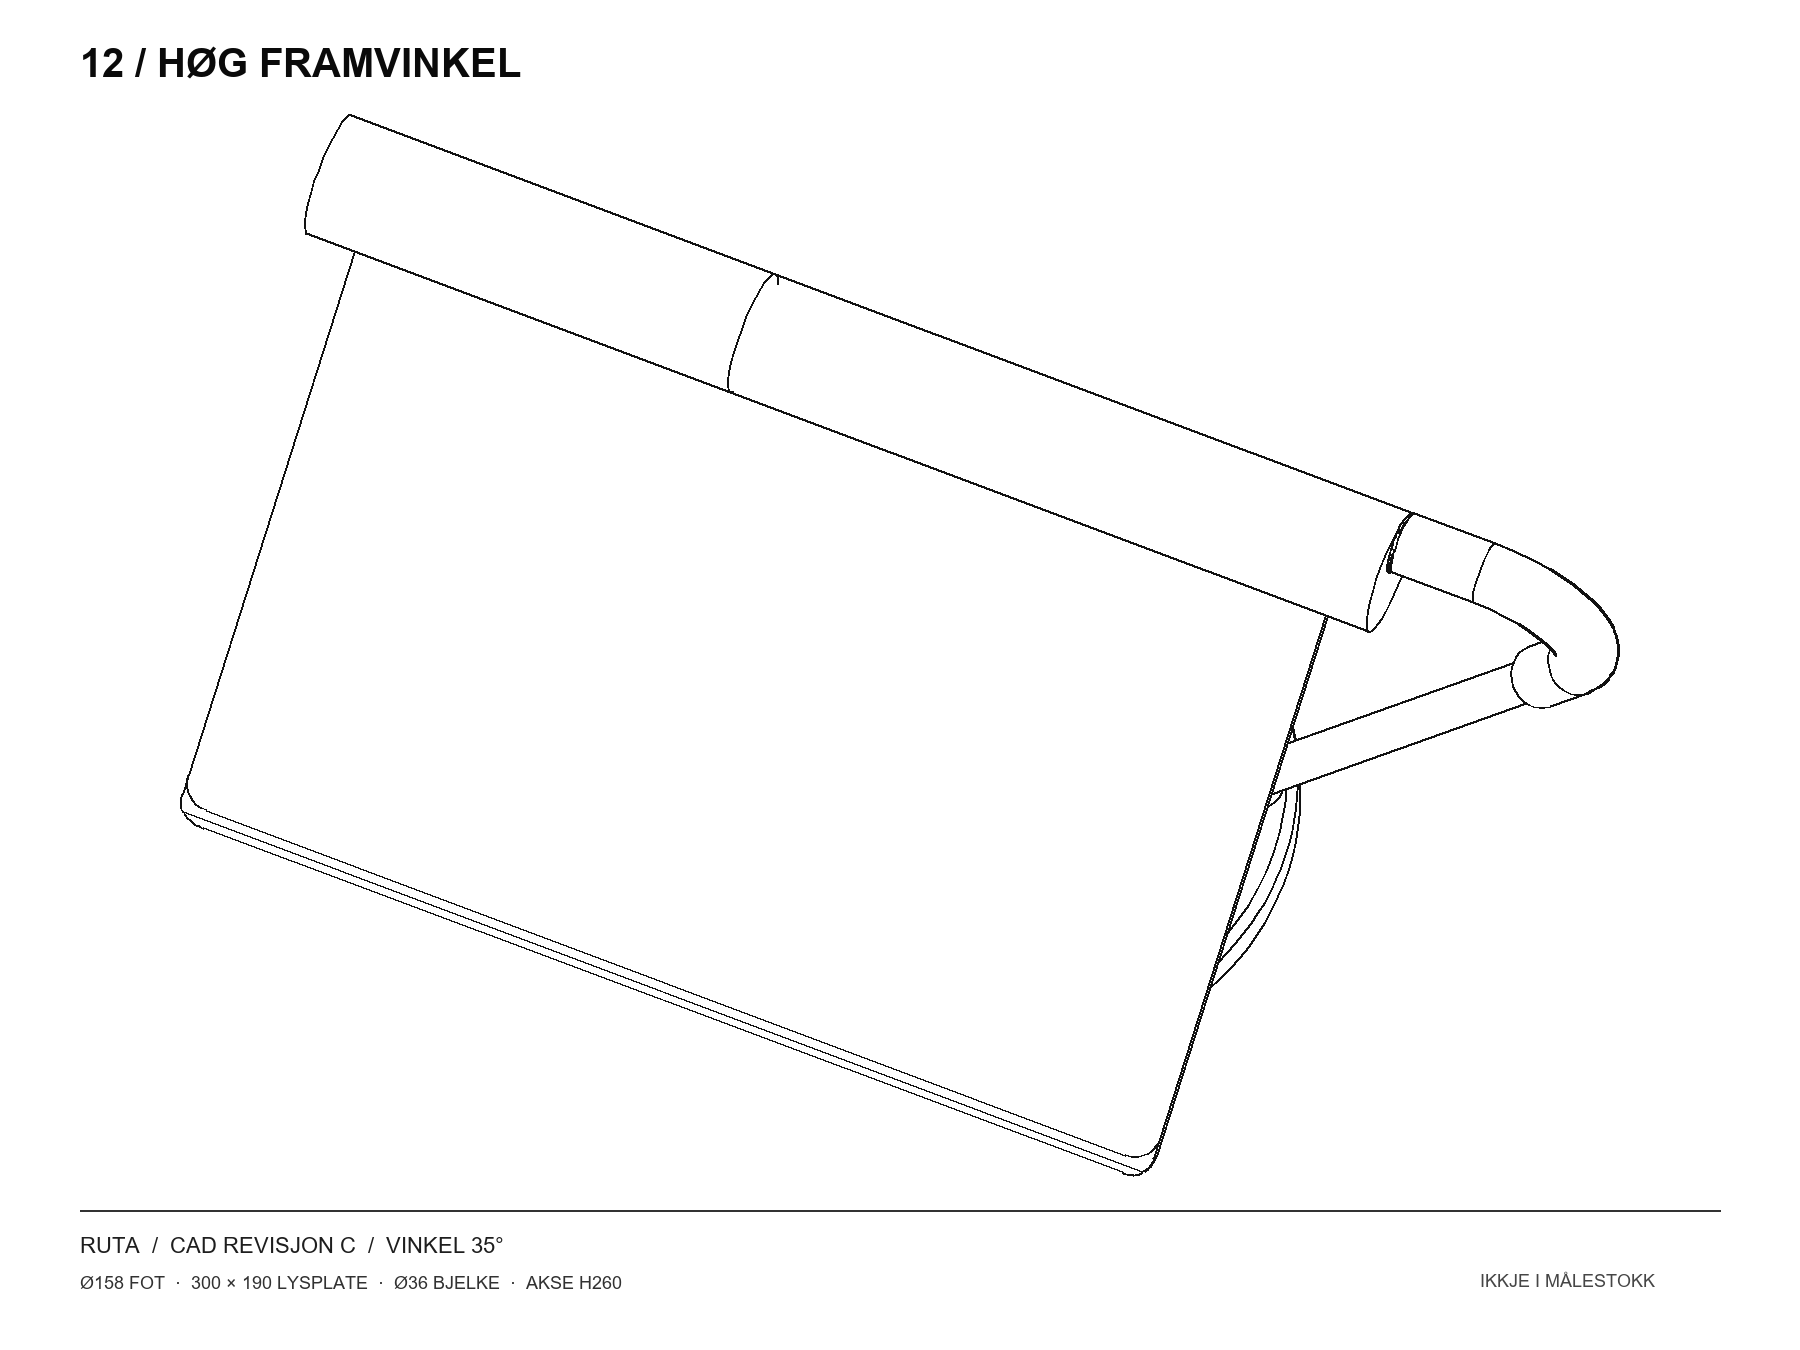 12 / HØG FRAMVINKEL
RUTA / CAD REVISJON C / VINKEL 35°
Ø158 FOT · 300 × 190 LYSPLATE · Ø36 BJELKE · AKSE H260
IKKJE I MÅLESTOKK